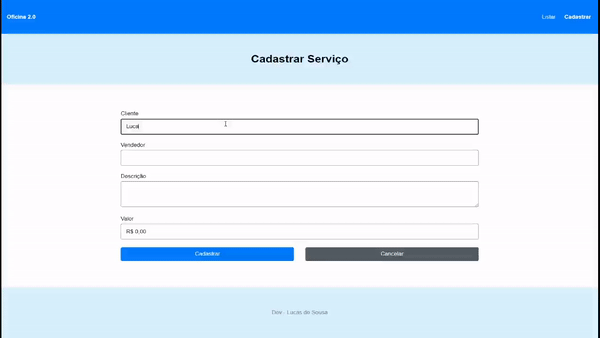 Oficina 2.0
Listar Cadastrar
Cadastrar Serviço
Cliente
Luca
Vendedor
Descrição
Valor
R$ 0,00
Cadastrar Cancelar
Dev - Lucas de Sousa